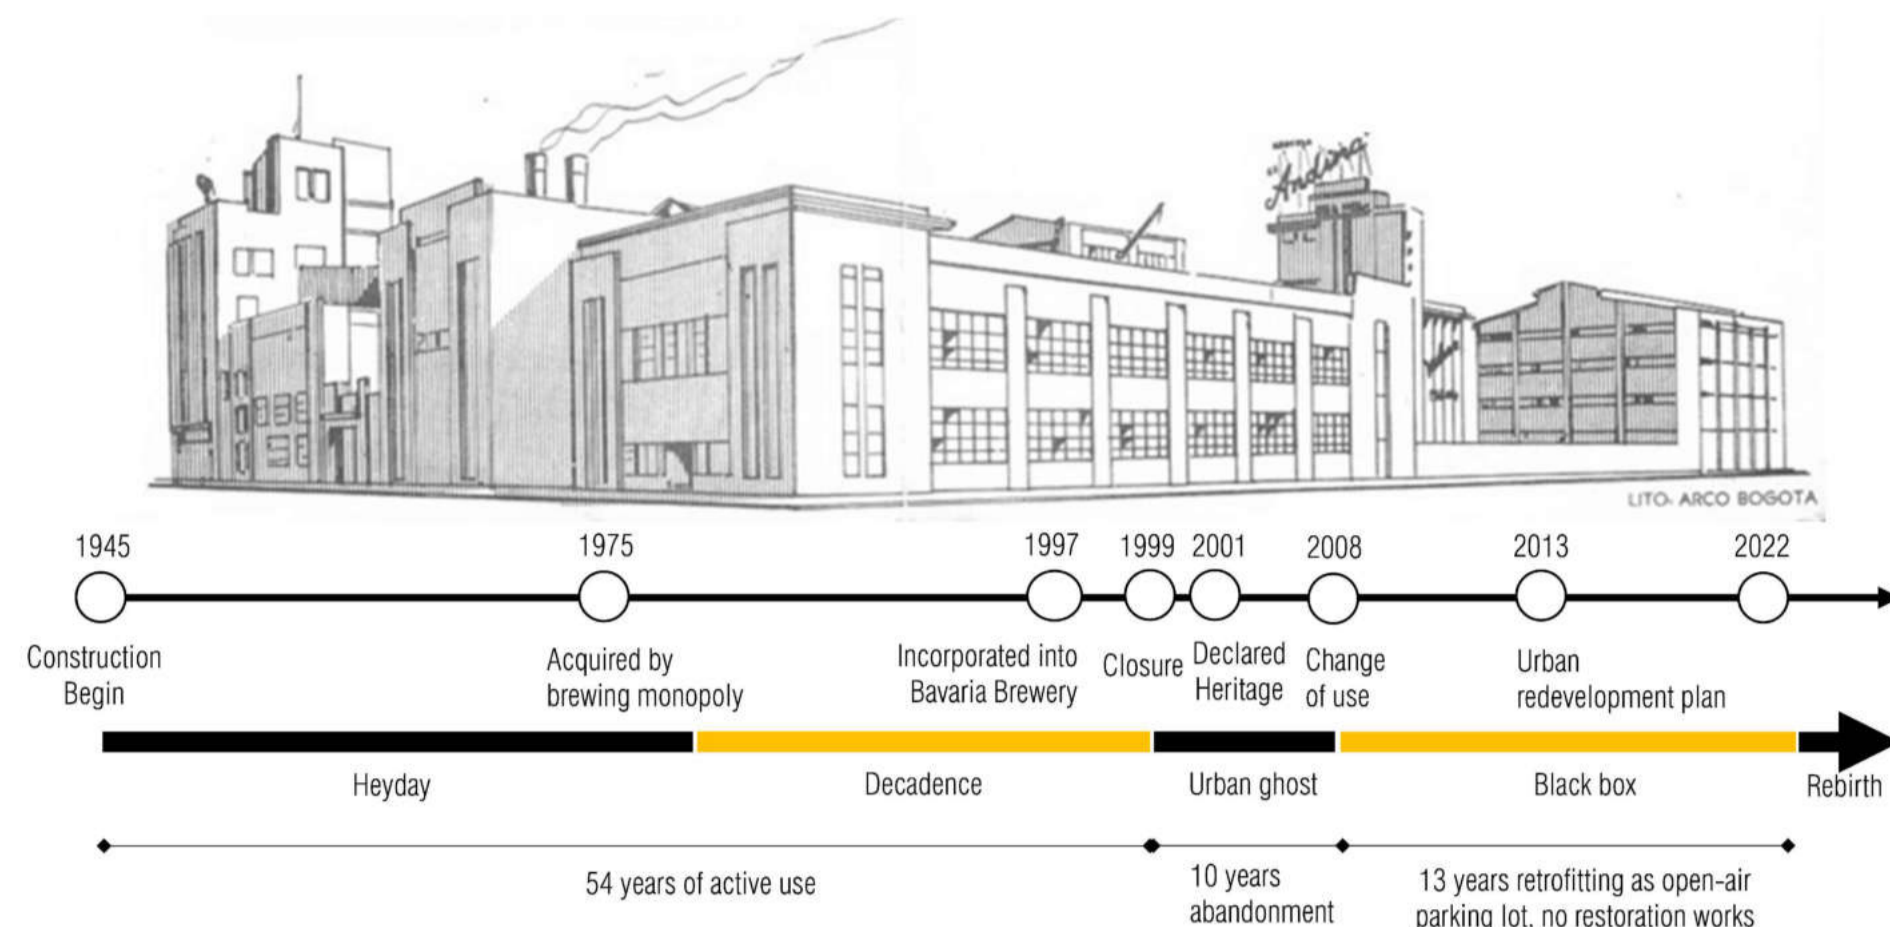 Andina
LITO. ARCO BOGOTA
1945
1975
1997
1999
2001
2008
2013
2022
Construction
Begin
Acquired by
brewing monopoly
Incorporated into
Bavaria Brewery
Closure
Declared
Heritage
Change
of use
Urban
redevelopment plan
Heyday
Decadence
Urban ghost
Black box
Rebirth
54 years of active use
10 years
abandonment
13 years retrofitting as open-air
parking lot, no restoration works